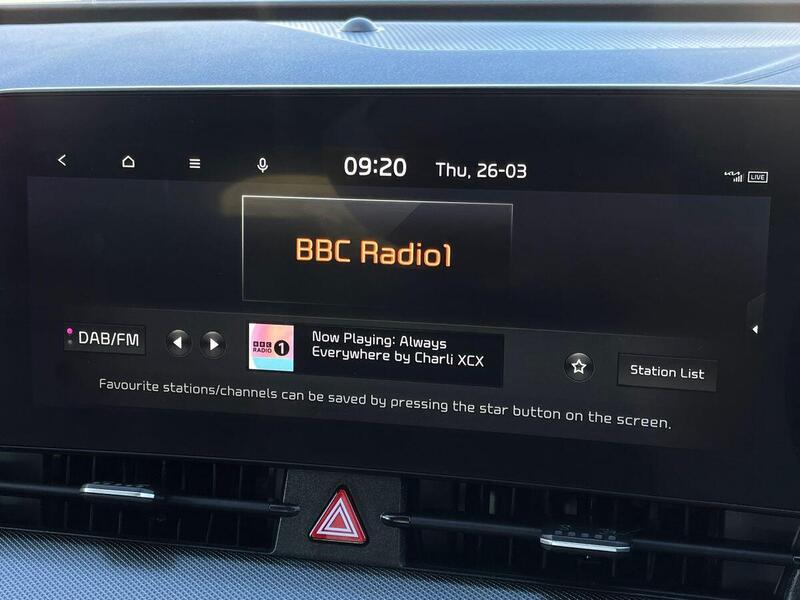 09:20 Thu, 26-03
KIA LIVE
BBC Radio1
DAB/FM
BBC
RADIO 1
Now Playing: Always
Everywhere by Charli XCX
Station List
Favourite stations/channels can be saved by pressing the star button on the screen.